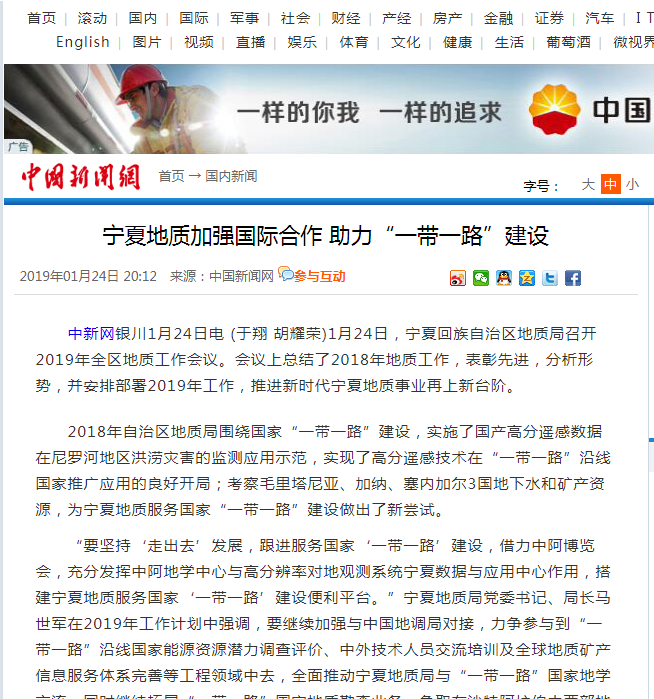 首页 | 滚动 | 国内 | 国际 | 军事 | 社会 | 财经 | 产经 | 房产 | 金融 | 证券 | 汽车 | I T
English | 图片 | 视频 | 直播 | 娱乐 | 体育 | 文化 | 健康 | 生活 | 葡萄酒 | 微视界
一样的你我 一样的追求 中国
广告
中国新闻網 首页 → 国内新闻
字号： 大 中 小
宁夏地质加强国际合作 助力“一带一路”建设
2019年01月24日 20:12 来源：中国新闻网 参与互动
中新网银川1月24日电 (于翔 胡耀荣)1月24日，宁夏回族自治区地质局召开
2019年全区地质工作会议。会议上总结了2018年地质工作，表彰先进，分析形
势，并安排部署2019年工作，推进新时代宁夏地质事业再上新台阶。
2018年自治区地质局围绕国家“一带一路”建设，实施了国产高分遥感数据
在尼罗河地区洪涝灾害的监测应用示范，实现了高分遥感技术在“一带一路”沿线
国家推广应用的良好开局；考察毛里塔尼亚、加纳、塞内加尔3国地下水和矿产资
源，为宁夏地质服务国家“一带一路”建设做出了新尝试。
“要坚持‘走出去’发展，跟进服务国家‘一带一路’建设，借力中阿博览
会，充分发挥中阿地学中心与高分辨率对地观测系统宁夏数据与应用中心作用，搭
建宁夏地质服务国家‘一带一路’建设便利平台。”宁夏地质局党委书记、局长马
世军在2019年工作计划中强调，要继续加强与中国地调局对接，力争参与到“一
带一路”沿线国家能源资源潜力调查评价、中外技术人员交流培训及全球地质矿产
信息服务体系完善等工程领域中去，全面推动宁夏地质局与“一带一路”国家地学